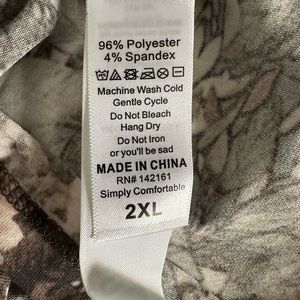 96% Polyester
4% Spandex
Machine Wash Cold
Gentle Cycle
Do Not Bleach
Hang Dry
Do Not Iron
or you'll be sad
MADE IN CHINA
RN# 142161
Simply Comfortable
2XL